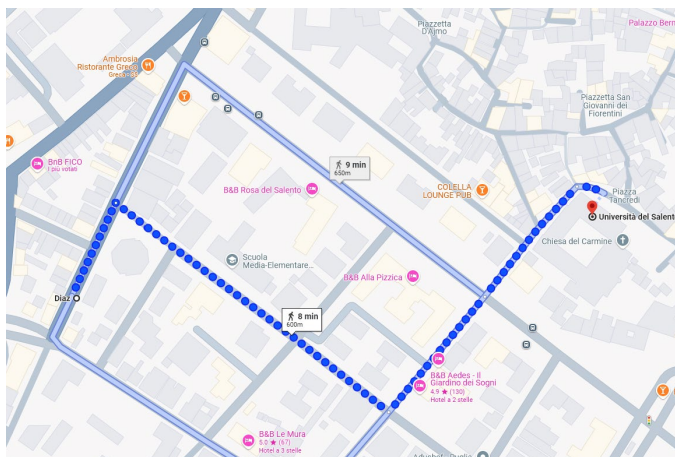 Piazzetta
D'Aimo
Palazzo Bern
Ambrosia
Ristorante Greco
Greco · €€
Piazzetta San
Giovanni dei
Fiorentini
BnB FICO
I più votati
9 min
650m
B&B Rosa del Salento
COLELLA
LOUNGE PUB
Piazza
Tancredi
Università del Salento
Chiesa del Carmine
Scuola
Media-Elementare...
B&B Alla Pizzica
Diaz
8 min
600m
B&B Aedes - Il
Giardino dei Sogni
4,9 ★ (130)
Hotel a 2 stelle
B&B Le Mura
5,0 ★ (67)
Hotel a 3 stelle